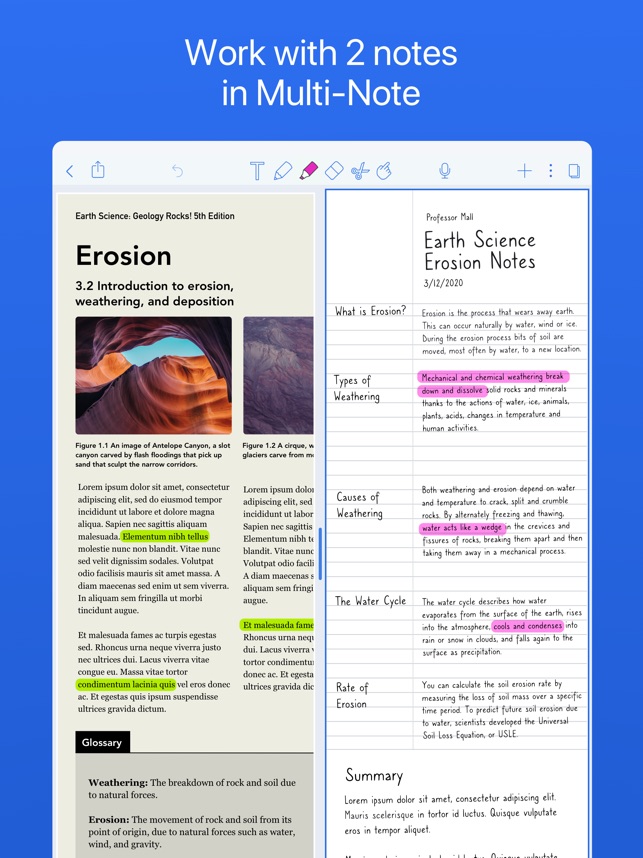 Work with 2 notes
in Multi-Note
Earth Science: Geology Rocks! 5th Edition
Erosion
3.2 Introduction to erosion,
weathering, and deposition
Figure 1.1 An image of Antelope Canyon, a slot
canyon carved by flash floodings that pick up
sand that sculpt the narrow corridors.
Lorem ipsum dolor sit amet, consectetur
adipiscing elit, sed do eiusmod tempor
incididunt ut labore et dolore magna
aliqua. Sapien nec sagittis aliquam
malesuada. Elementum nibh tellus
molestie nunc non blandit. Vitae nunc
sed velit dignissim sodales. Volutpat
odio facilisis mauris sit amet massa. A
diam maecenas sed enim ut sem viverra.
In aliquam sem fringilla ut morbi
tincidunt augue.
Et malesuada fames ac turpis egestas
sed. Rhoncus urna neque viverra justo
nec ultrices dui. Lacus viverra vitae
congue eu. Massa vitae tortor
condimentum lacinia quis vel eros donec
ac. Et egestas quis ipsum suspendisse
ultrices gravida dictum.
Figure 1.2 A cirque, w
glaciers carve from m
Lorem ipsum dolor
adipiscing elit, sed
incididunt ut labor
aliqua. Sapien nec
Elementum nibh t
blandit. Vitae nunc
Volutpat odio facil
A diam maecenas s
aliquam sem fringi
augue.
Et malesuada fame
Rhoncus urna neq
dui. Lacus viverra v
tortor condimentu
ac. Et egestas quis
ultrices gravida dic
Glossary
Weathering: The breakdown of rock and soil due
to natural forces.
Erosion: The movement of rock and soil from its
point of origin, due to natural forces such as water,
wind, and gravity.
Professor Mall
Earth Science
Erosion Notes
3/12/2020
What is Erosion?
Erosion is the process that wears away earth.
This can occur naturally by water, wind or ice.
During the erosion process bits of soil are
moved, most often by water, to a new location.
Types of
Weathering
Mechanical and chemical weathering break
down and dissolve solid rocks and minerals
thanks to the actions of water, ice, animals,
plants, acids, changes in temperature and
human activities.
Causes of
Weathering
Both weathering and erosion depend on water
and temperature to crack, split and crumble
rocks. By alternately freezing and thawing,
water acts like a wedge in the crevices and
fissures of rocks, breaking them apart and then
taking them away in a mechanical process.
The Water Cycle
The water cycle describes how water
evaporates from the surface of the earth, rises
into the atmosphere, cools and condenses into
rain or snow in clouds, and falls again to the
surface as precipitation.
Rate of
Erosion
You can calculate the soil erosion rate by
measuring the loss of soil mass over a specific
time period. To predict future soil erosion due
to water, scientists developed the Universal
Soil Loss Equation, or USLE.
Summary
Lorem ipsum dolor sit amet, consectetur adipiscing elit.
Mauris scelerisque in tortor id luctus. Quisque vulputate
eros in tempor aliquet.